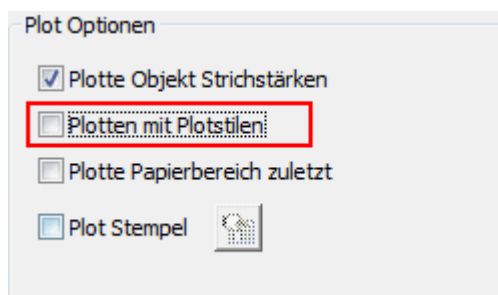 Plot Optionen
Plotte Objekt Strichstärken
Plotten mit Plotstilen
Plotte Papierbereich zuletzt
Plot Stempel